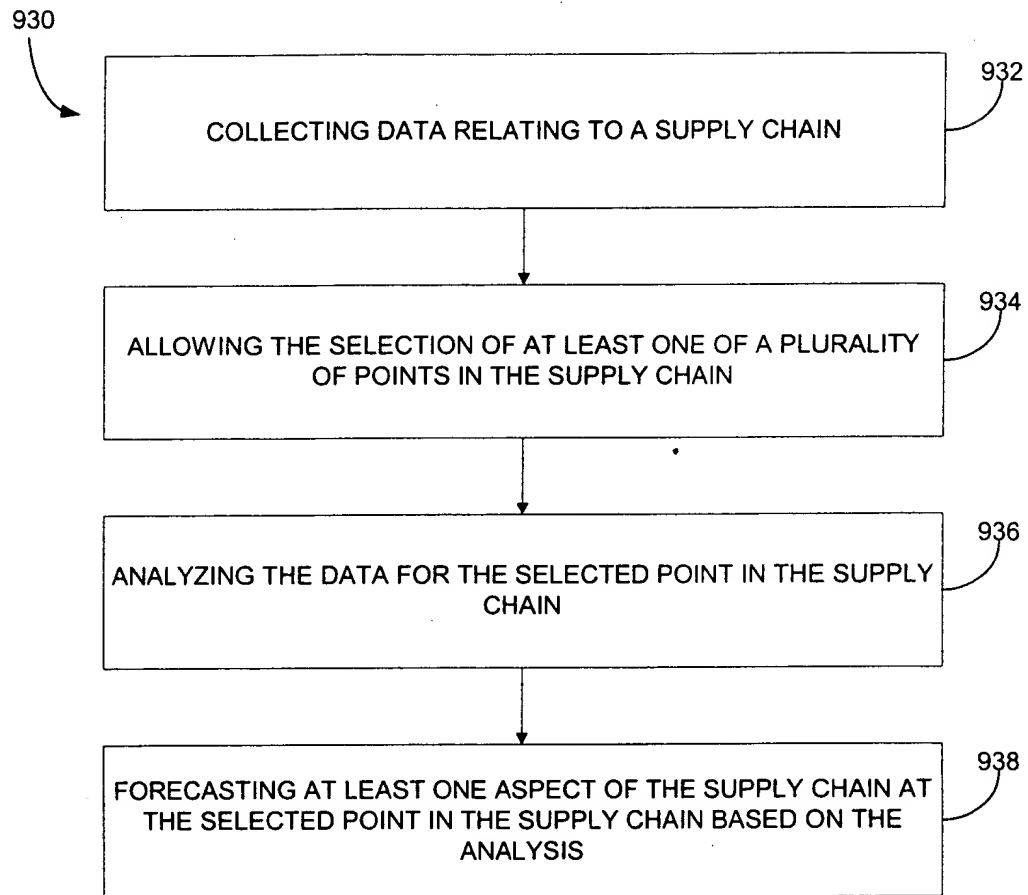 930
932
COLLECTING DATA RELATING TO A SUPPLY CHAIN
934
ALLOWING THE SELECTION OF AT LEAST ONE OF A PLURALITY
OF POINTS IN THE SUPPLY CHAIN
936
ANALYZING THE DATA FOR THE SELECTED POINT IN THE SUPPLY
CHAIN
938
FORECASTING AT LEAST ONE ASPECT OF THE SUPPLY CHAIN AT
THE SELECTED POINT IN THE SUPPLY CHAIN BASED ON THE
ANALYSIS